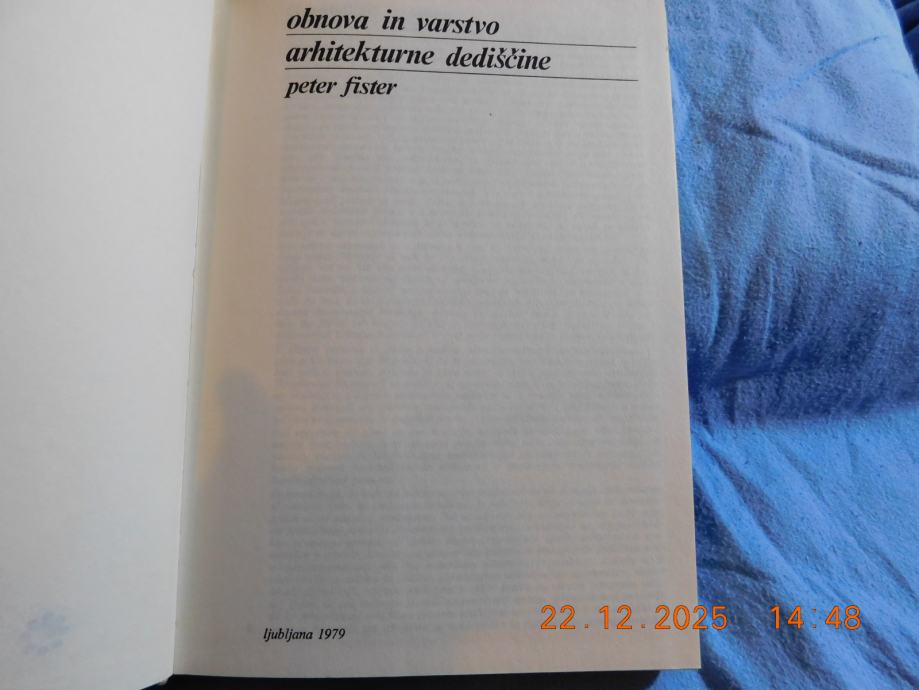 obnova in varstvo
arhitekturne dediščine
peter fister
ljubljana 1979
22.12.2025 14:48